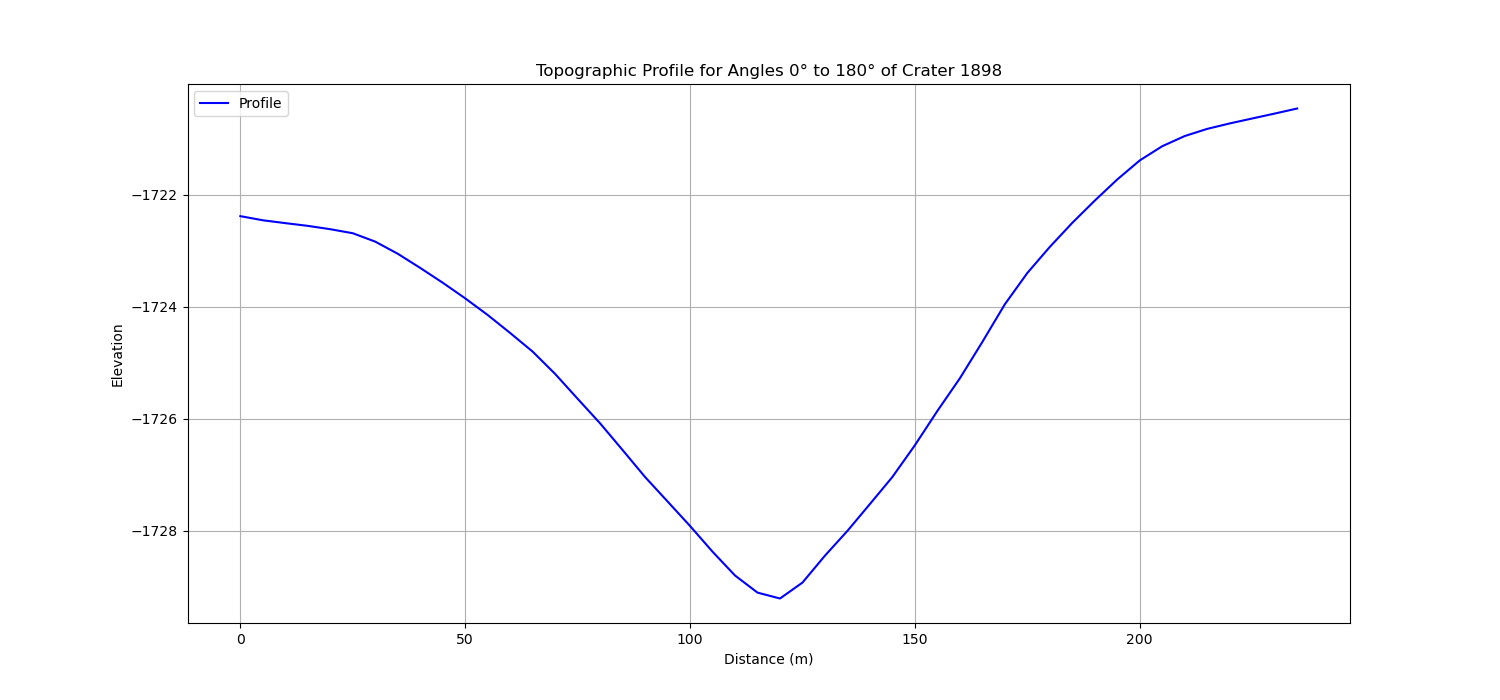 Topographic Profile for Angles 0° to 180° of Crater 1898
Profile
−1722
−1724
−1726
−1728
Elevation
0 50 100 150 200
Distance (m)